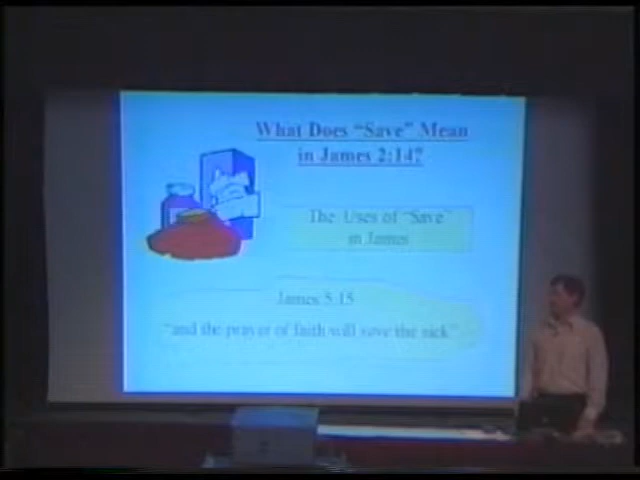 What Does “Save” Mean
in James 2:14?
The Uses of “Save”
in James
James 5:15
“and the prayer of faith will save the sick”